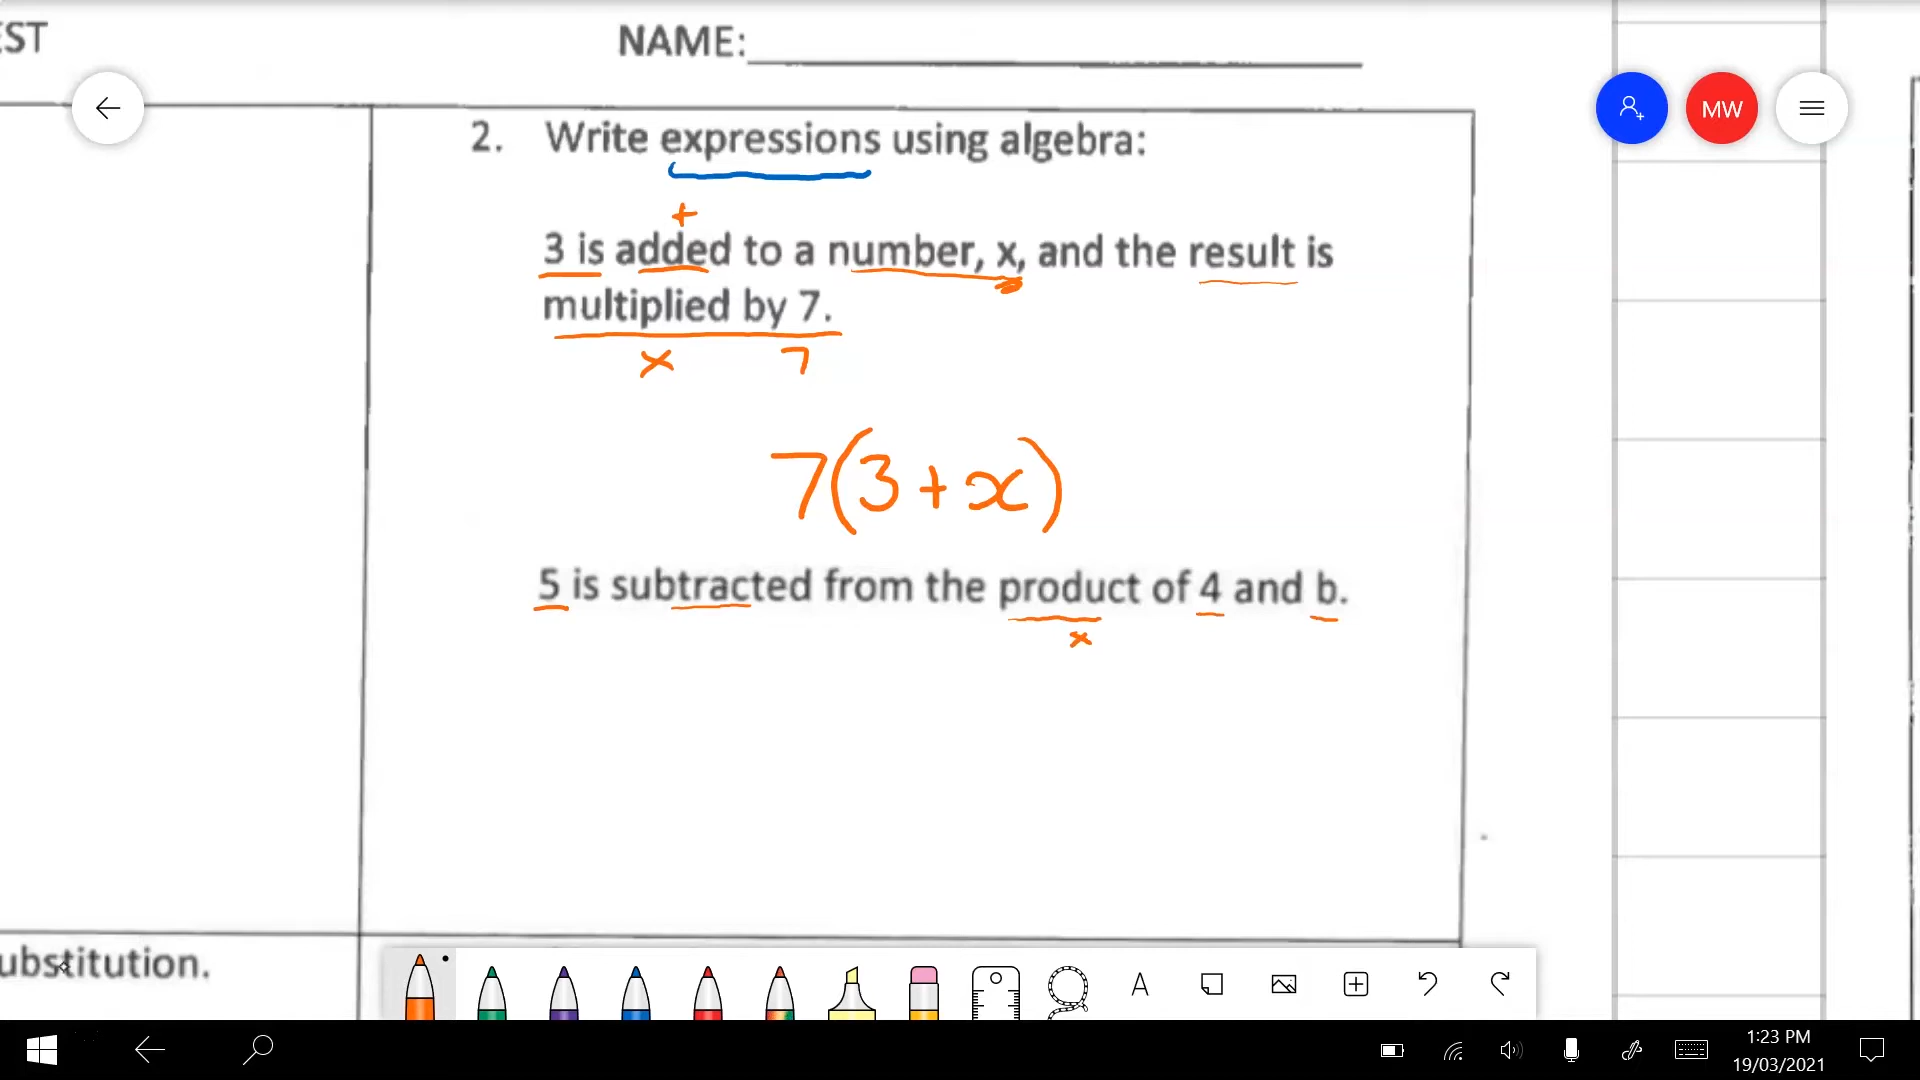 EST
NAME:
MW
2. Write expressions using algebra:
+
3 is added to a number, x, and the result is
multiplied by 7.
x 7
7(3+x)
5 is subtracted from the product of 4 and b.
x
ubstitution.
A
1:23 PM
19/03/2021